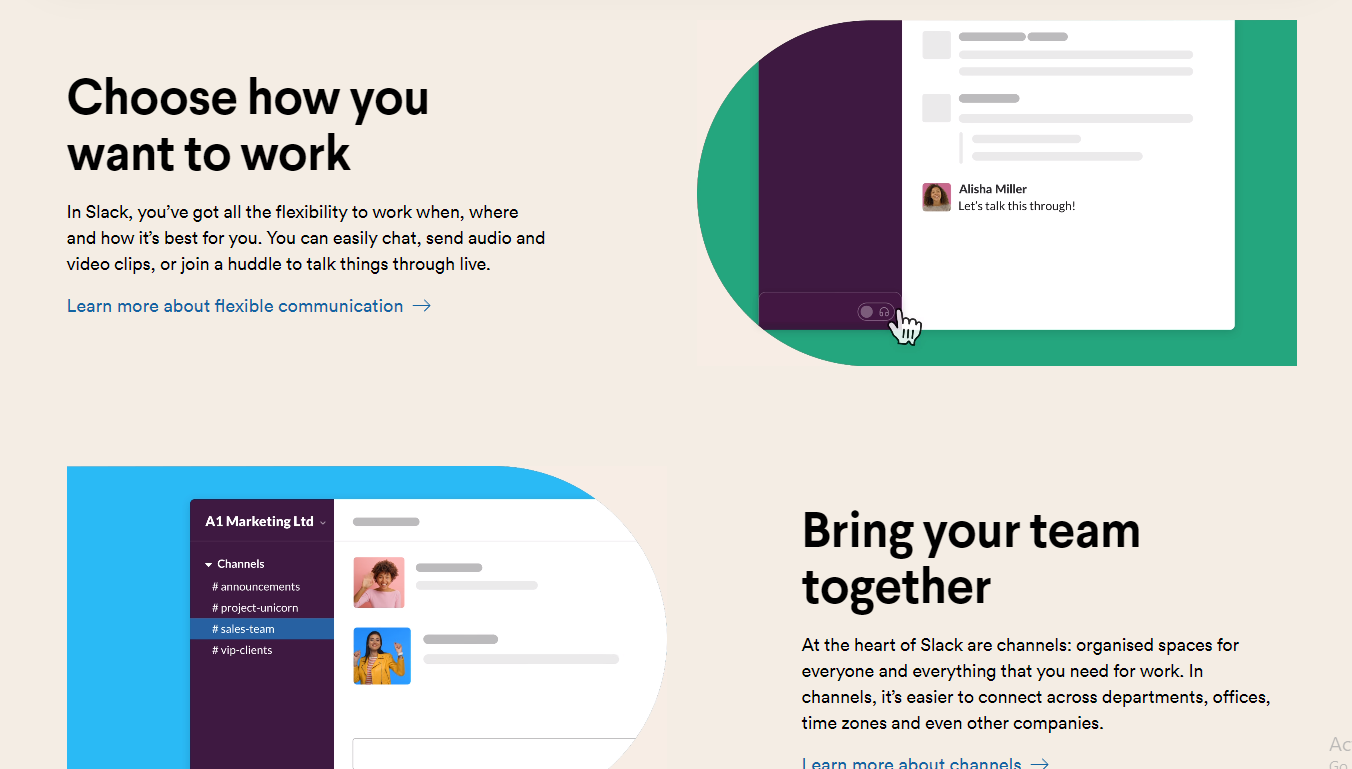 Choose how you
want to work
In Slack, you’ve got all the flexibility to work when, where
and how it’s best for you. You can easily chat, send audio and
video clips, or join a huddle to talk things through live.
Learn more about flexible communication →
Alisha Miller
Let's talk this through!
A1 Marketing Ltd
Channels
# announcements
# project-unicorn
# sales-team
# vip-clients
Bring your team
together
At the heart of Slack are channels: organised spaces for
everyone and everything that you need for work. In
channels, it’s easier to connect across departments, offices,
time zones and even other companies.
Learn more about channels →
Go